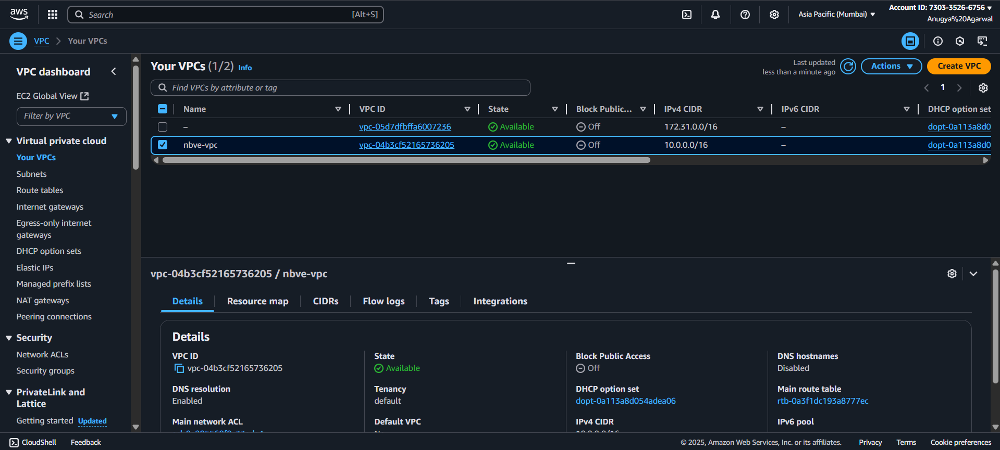 aws
Search [Alt+S]
Asia Pacific (Mumbai)
Account ID: 7303-3526-6756
Anugya%20Agarwal
VPC
Your VPCs
VPC dashboard
EC2 Global View
Filter by VPC
Virtual private cloud
Your VPCs
Subnets
Route tables
Internet gateways
Egress-only internet
gateways
DHCP option sets
Elastic IPs
Managed prefix lists
NAT gateways
Peering connections
Security
Network ACLs
Security groups
PrivateLink and
Lattice
Getting started Updated
Your VPCs (1/2) Info
Last updated
less than a minute ago
Actions
Create VPC
Find VPCs by attribute or tag
1
Name VPC ID State Block Public... IPv4 CIDR IPv6 CIDR DHCP option set
– vpc-05d7dfbffa6007236 Available Off 172.31.0.0/16 – dopt-0a113a8d0
nbve-vpc vpc-04b3cf52165736205 Available Off 10.0.0.0/16 – dopt-0a113a8d0
vpc-04b3cf52165736205 / nbve-vpc
Details Resource map CIDRs Flow logs Tags Integrations
Details
VPC ID
vpc-04b3cf52165736205
State
Available
Block Public Access
Off
DNS hostnames
Disabled
DNS resolution
Enabled
Tenancy
default
DHCP option set
dopt-0a113a8d054adea06
Main route table
rtb-0a3f1dc193a8777ec
Main network ACL
Default VPC
IPv4 CIDR
10.0.0.0/16
IPv6 pool
CloudShell
Feedback
© 2025, Amazon Web Services, Inc. or its affiliates.
Privacy
Terms
Cookie preferences